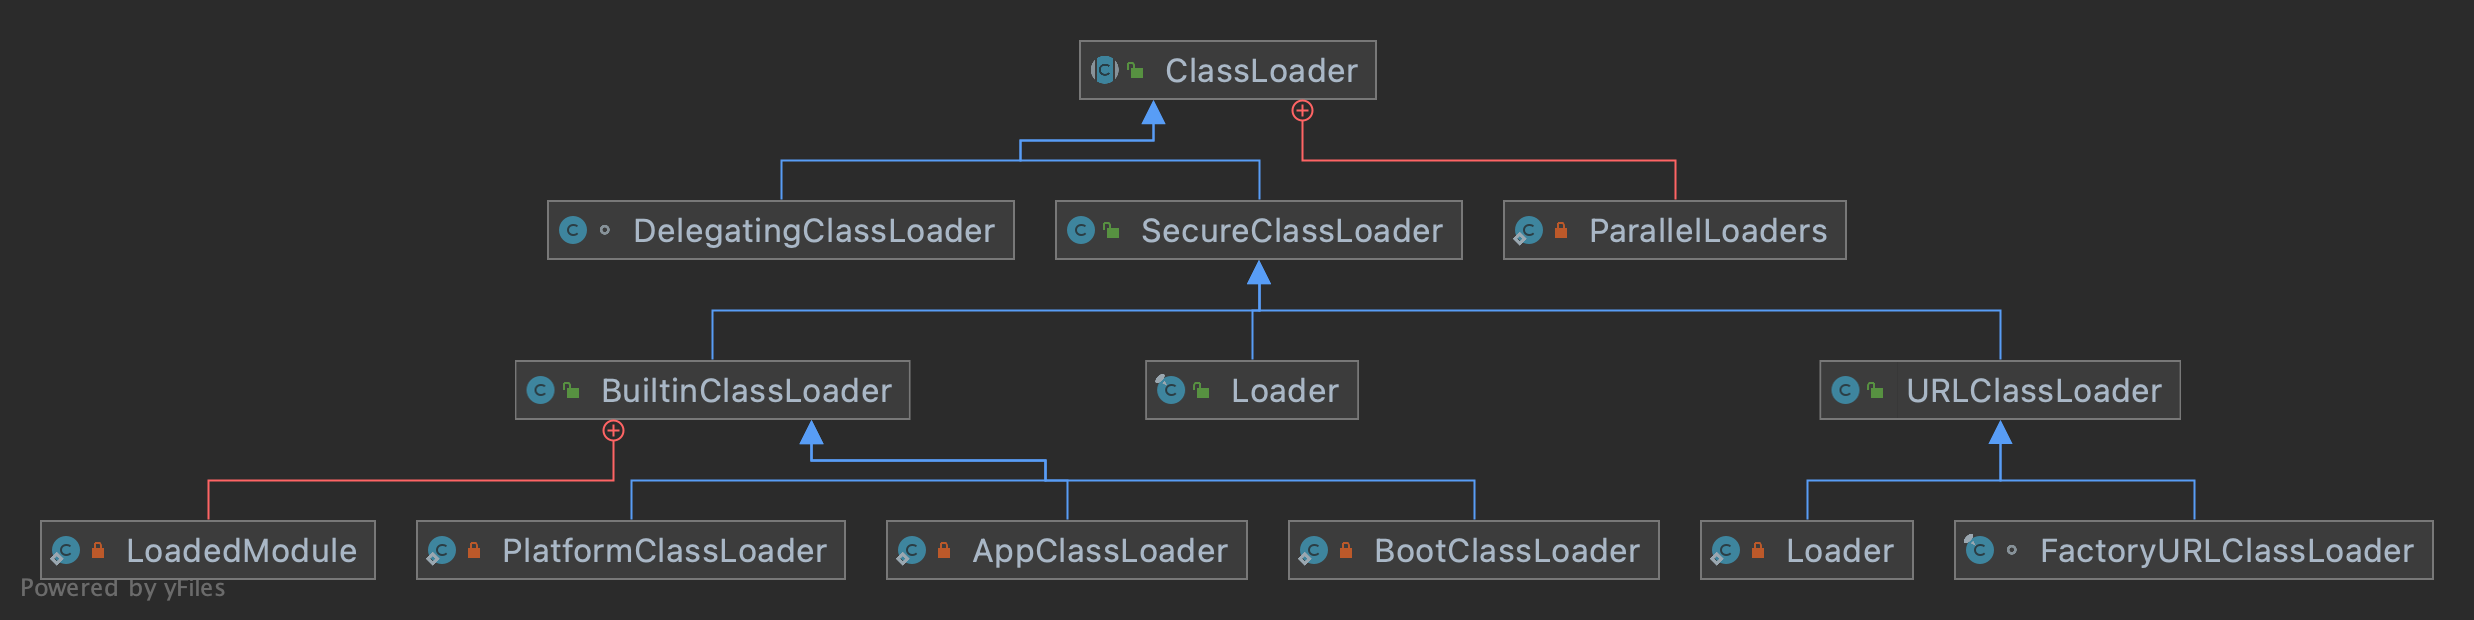 ClassLoader
DelegatingClassLoader
SecureClassLoader
ParallelLoaders
BuiltinClassLoader
Loader
URLClassLoader
LoadedModule
PlatformClassLoader
AppClassLoader
BootClassLoader
Loader
FactoryURLClassLoader
Powered by yFiles